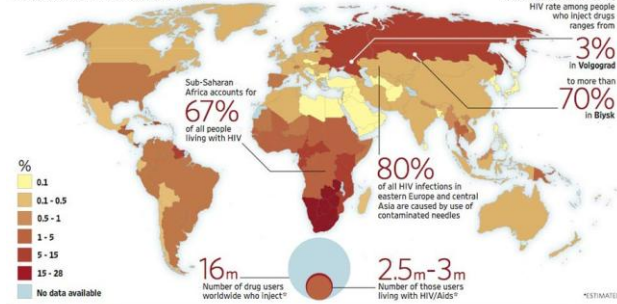 HIV rate among people
who inject drugs
ranges from
3%
in Volgograd
to more than
70%
in Biysk
Sub-Saharan
Africa accounts for
67%
of all people
living with HIV
80%
of all HIV infections in
eastern Europe and central
Asia are caused by use of
contaminated needles
%
0.1
0.1 - 0.5
0.5 - 1
1 - 5
5 - 15
15 - 28
No data available
16m
Number of drug users
worldwide who inject*
2.5m-3m
Number of those users
living with HIV/Aids*
*ESTIMATED